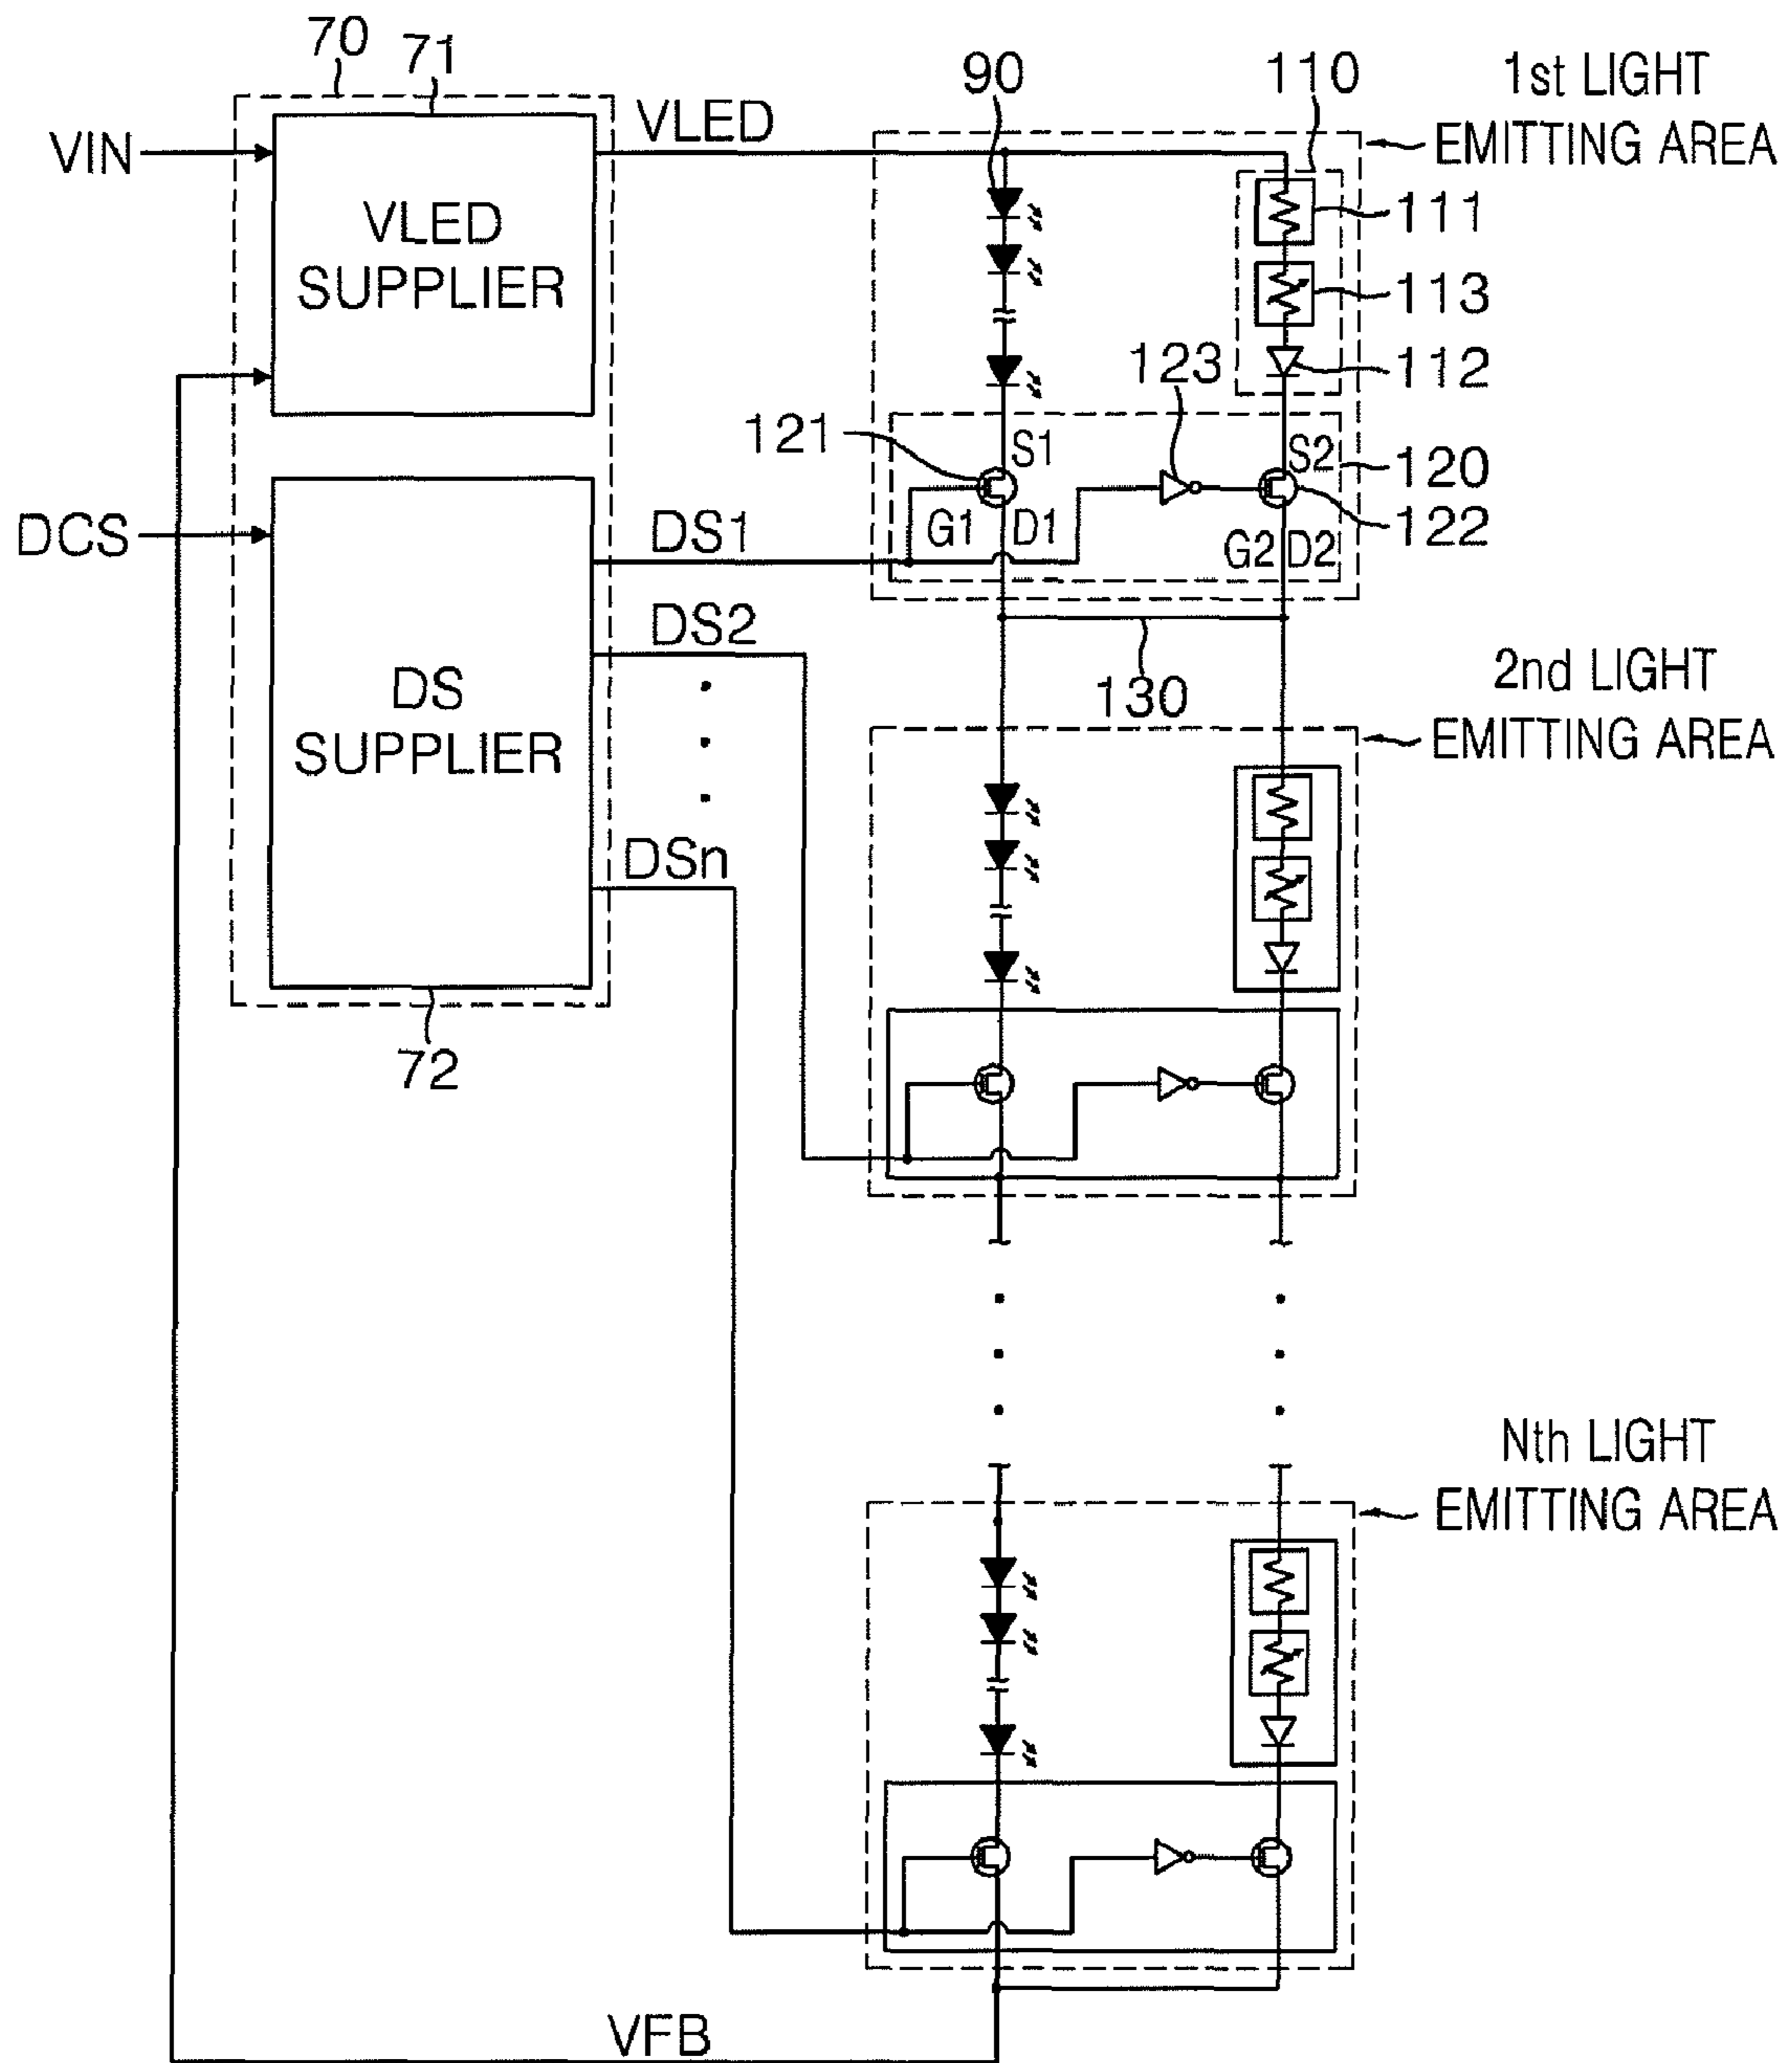 70
71
90
110
1st LIGHT
EMITTING AREA
VIN
VLED
VLED
SUPPLIER
111
113
112
123
121
S1
S2
120
G1
D1
G2
D2
122
DCS
DS1
DS2
DS
SUPPLIER
130
2nd LIGHT
EMITTING AREA
DSn
72
Nth LIGHT
EMITTING AREA
VFB